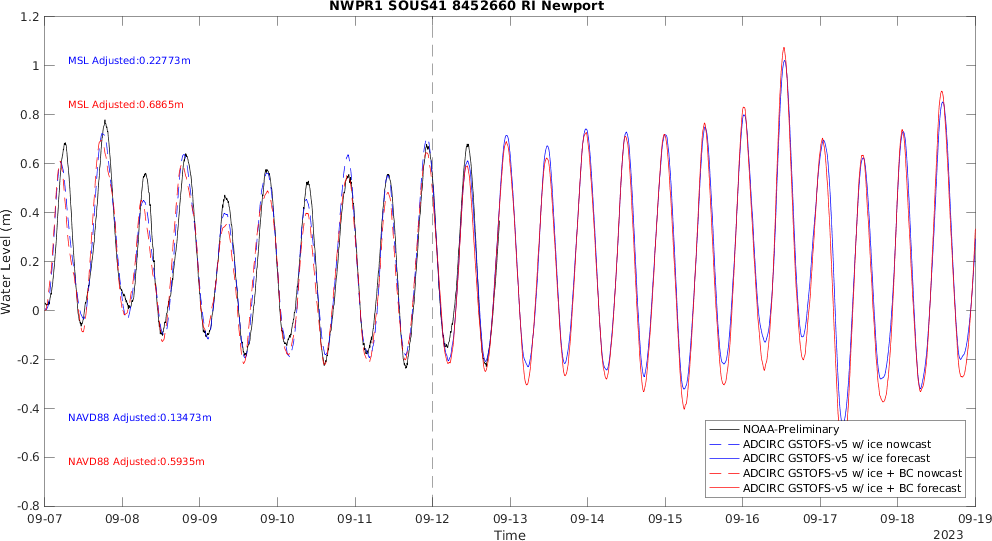 NWPR1 SOUS41 8452660 RI Newport
1.2
1
0.8
0.6
0.4
0.2
0
-0.2
-0.4
-0.6
-0.8
Water Level (m)
MSL Adjusted:0.22773m
MSL Adjusted:0.6865m
NAVD88 Adjusted:0.13473m
NAVD88 Adjusted:0.5935m
NOAA-Preliminary
ADCIRC GSTOFS-v5 w/ ice nowcast
ADCIRC GSTOFS-v5 w/ ice forecast
ADCIRC GSTOFS-v5 w/ ice + BC nowcast
ADCIRC GSTOFS-v5 w/ ice + BC forecast
09-07 09-08 09-09 09-10 09-11 09-12 09-13 09-14 09-15 09-16 09-17 09-18 09-19
Time
2023